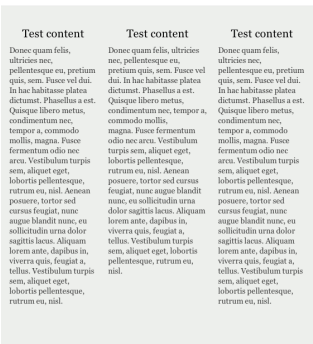 Test content
Donec quam felis,
ultricies nec,
pellentesque eu, pretium
quis, sem. Fusce vel dui.
In hac habitasse platea
dictumst. Phasellus a est.
Quisque libero metus,
condimentum nec,
tempor a, commodo
mollis, magna. Fusce
fermentum odio nec
arcu. Vestibulum turpis
sem, aliquet eget,
lobortis pellentesque,
rutrum eu, nisl. Aenean
posuere, tortor sed
cursus feugiat, nunc
augue blandit nunc, eu
sollicitudin urna dolor
sagittis lacus. Aliquam
lorem ante, dapibus in,
viverra quis, feugiat a,
tellus. Vestibulum turpis
sem, aliquet eget,
lobortis pellentesque,
rutrum eu, nisl.
Test content
Donec quam felis, ultricies
nec, pellentesque eu,
pretium quis, sem. Fusce vel
dui. In hac habitasse platea
dictumst. Phasellus a est.
Quisque libero metus,
condimentum nec, tempor a,
commodo mollis,
magna. Fusce fermentum
odio nec arcu. Vestibulum
turpis sem, aliquet eget,
lobortis pellentesque,
rutrum eu, nisl. Aenean
posuere, tortor sed cursus
feugiat, nunc augue blandit
nunc, eu sollicitudin urna
dolor sagittis lacus. Aliquam
lorem ante, dapibus in,
viverra quis, feugiat a,
tellus. Vestibulum turpis
sem, aliquet eget, lobortis
pellentesque, rutrum eu,
nisl.
Test content
Donec quam felis,
ultricies nec,
pellentesque eu, pretium
quis, sem. Fusce vel dui.
In hac habitasse platea
dictumst. Phasellus a est.
Quisque libero metus,
condimentum nec,
tempor a, commodo
mollis, magna. Fusce
fermentum odio nec
arcu. Vestibulum turpis
sem, aliquet eget,
lobortis pellentesque,
rutrum eu, nisl. Aenean
posuere, tortor sed
cursus feugiat, nunc
augue blandit nunc, eu
sollicitudin urna dolor
sagittis lacus. Aliquam
lorem ante, dapibus in,
viverra quis, feugiat a,
tellus. Vestibulum turpis
sem, aliquet eget,
lobortis pellentesque,
rutrum eu, nisl.